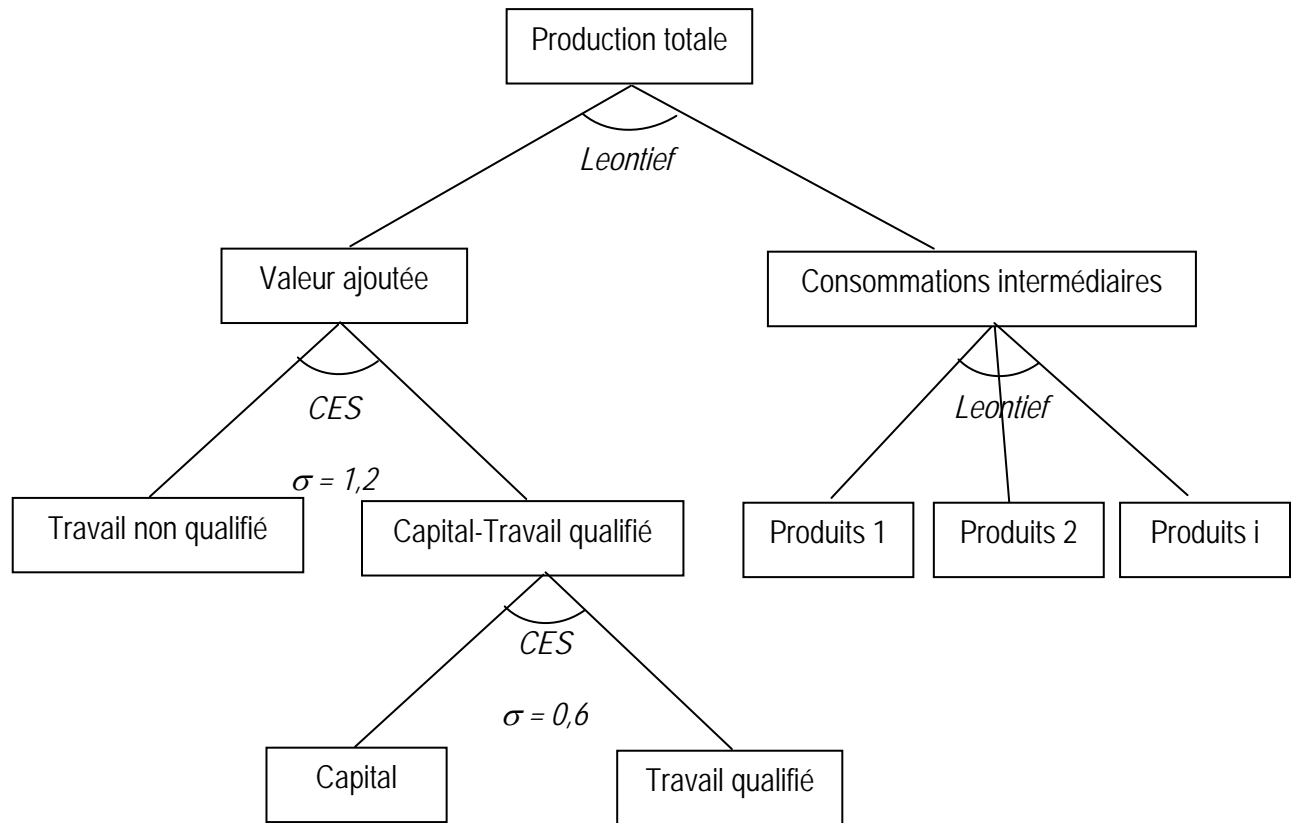 Production totale
Leontief
Valeur ajoutée
Consommations intermédiaires
CES
Leontief
σ = 1,2
Travail non qualifié
Capital-Travail qualifié
Produits 1
Produits 2
Produits i
CES
σ = 0,6
Capital
Travail qualifié